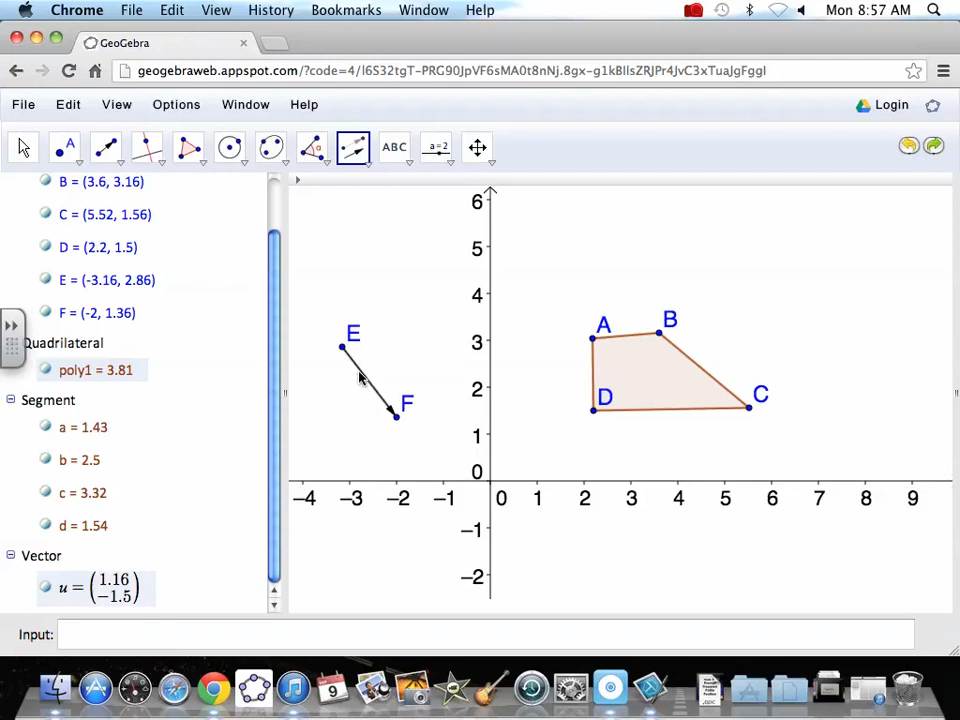 Chrome File Edit View History Bookmarks Window Help Mon 8:57 AM
GeoGebra
geogebraweb.appspot.com/?code=4/l6S32tgT-PRG90JpVF6sMA0t8nNj.8gx-g1kBIlsZRJPr4JvC3xTuaJgFggI
File Edit View Options Window Help Login
A α ABC a=2
B = (3.6, 3.16)
C = (5.52, 1.56)
D = (2.2, 1.5)
E = (-3.16, 2.86)
F = (-2, 1.36)
Quadrilateral
poly1 = 3.81
Segment
a = 1.43
b = 2.5
c = 3.32
d = 1.54
Vector
u = (1.16
−1.5)
6
5
4
3
2
1
0
−1
−2
−4 −3 −2 −1 0 1 2 3 4 5 6 7 8 9
E
F
A
B
C
D
Input:
9